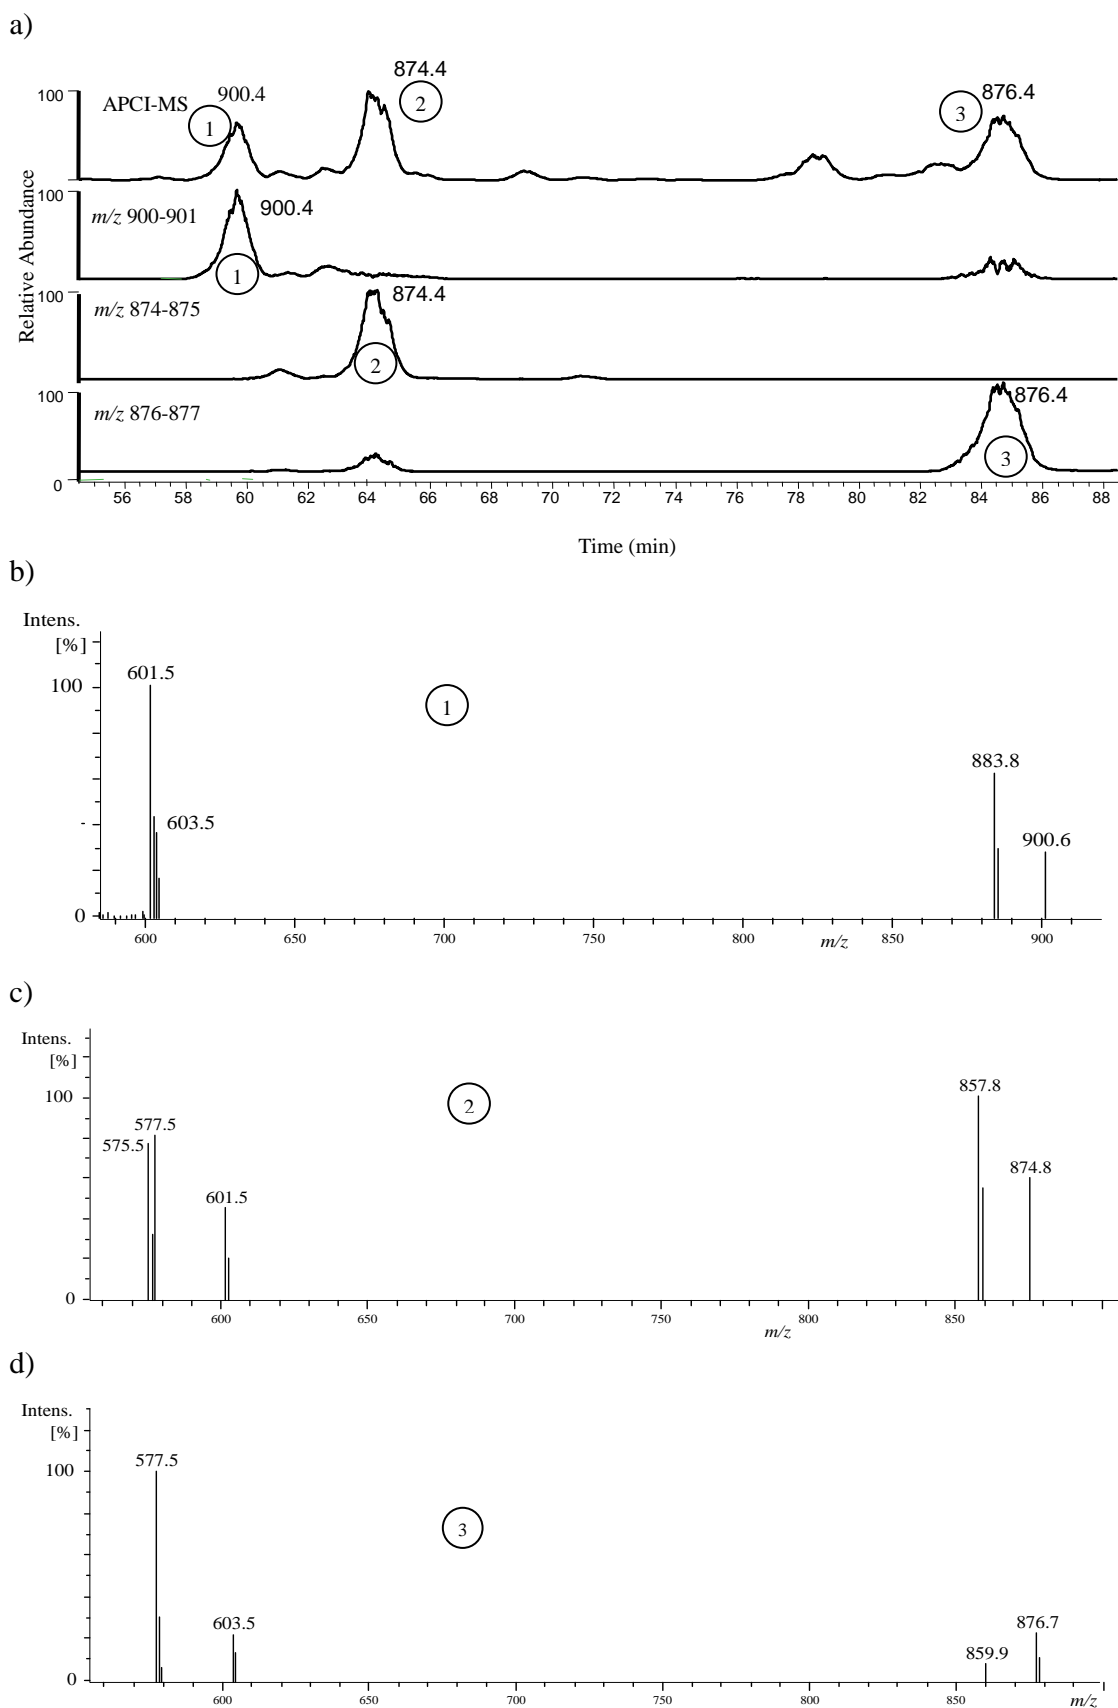 a)
APCI-MS
900.4
1
874.4
2
876.4
3
100
m/z 900-901
900.4
1
100
m/z 874-875
874.4
2
100
m/z 876-877
876.4
3
100
0
Relative Abundance
56 58 60 62 64 66 68 70 72 74 76 78 80 82 84 86 88
Time (min)
b)
Intens.
[%]
601.5
1
100
883.8
603.5
900.6
0
600 650 700 750 800 m/z 850 900
c)
Intens.
[%]
100
857.8
2
577.5
575.5
874.8
601.5
0
600 650 700 750 800 850
m/z
d)
Intens.
[%]
577.5
100
3
603.5
876.7
859.9
0
600 650 700 750 800 850 m/z